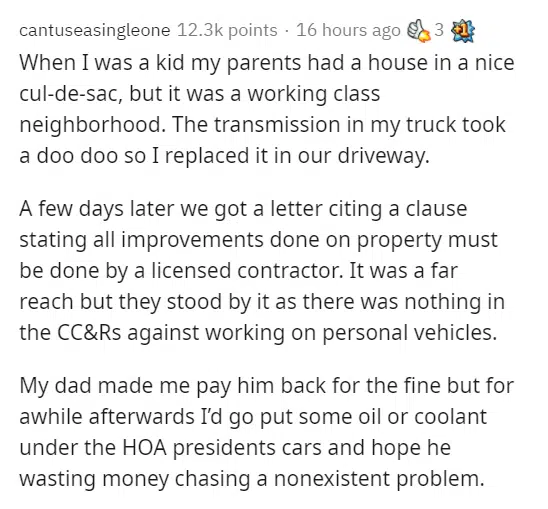 cantuseasingleone 12.3k points · 16 hours ago 3
When I was a kid my parents had a house in a nice
cul-de-sac, but it was a working class
neighborhood. The transmission in my truck took
a doo doo so I replaced it in our driveway.
A few days later we got a letter citing a clause
stating all improvements done on property must
be done by a licensed contractor. It was a far
reach but they stood by it as there was nothing in
the CC&Rs against working on personal vehicles.
My dad made me pay him back for the fine but for
awhile afterwards I’d go put some oil or coolant
under the HOA presidents cars and hope he
wasting money chasing a nonexistent problem.